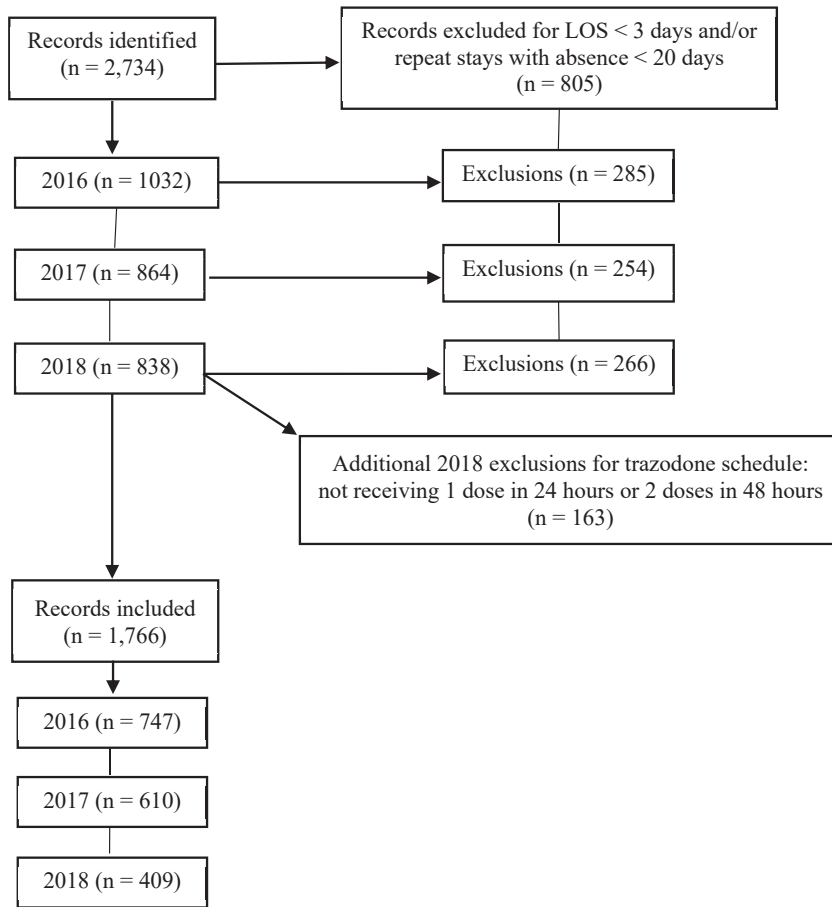 Records identified
(n = 2,734)
Records excluded for LOS < 3 days and/or
repeat stays with absence < 20 days
(n = 805)
2016 (n = 1032)
Exclusions (n = 285)
2017 (n = 864)
Exclusions (n = 254)
2018 (n = 838)
Exclusions (n = 266)
Additional 2018 exclusions for trazodone schedule:
not receiving 1 dose in 24 hours or 2 doses in 48 hours
(n = 163)
Records included
(n = 1,766)
2016 (n = 747)
2017 (n = 610)
2018 (n = 409)